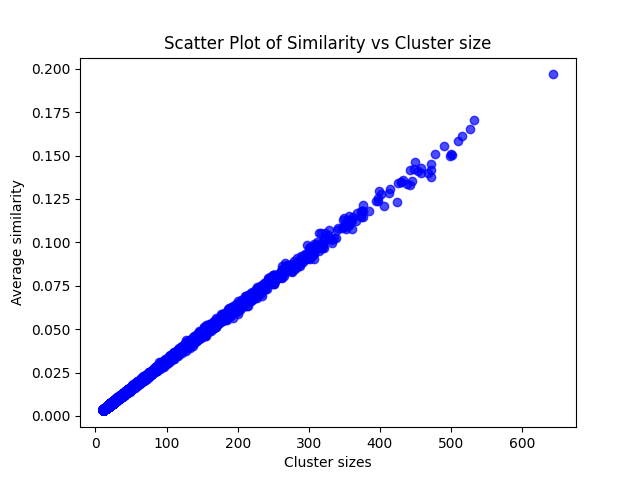 Scatter Plot of Similarity vs Cluster size
0.200
0.175
0.150
0.125
0.100
0.075
0.050
0.025
0.000
Average similarity
0 100 200 300 400 500 600
Cluster sizes